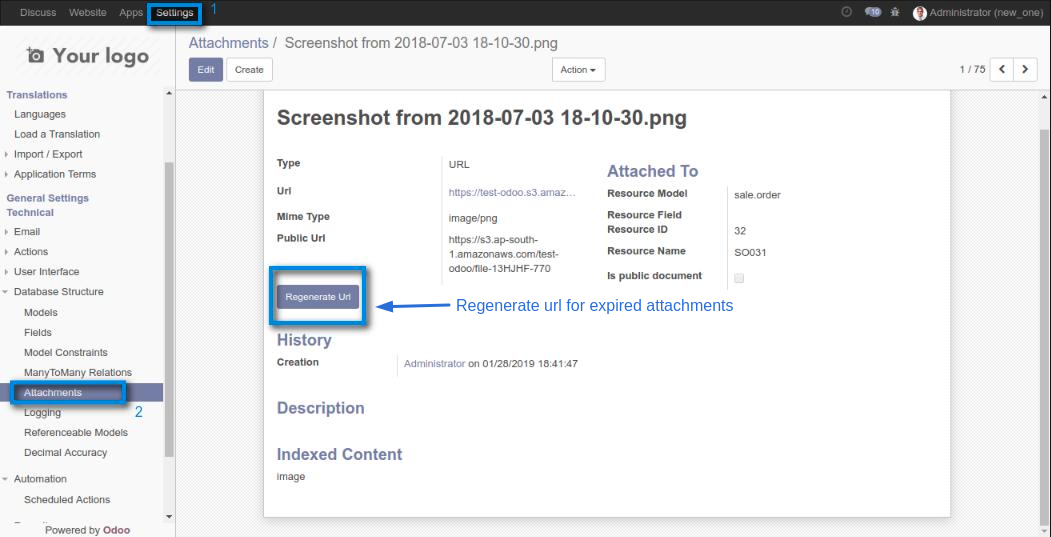 Discuss Website Apps Settings 1 10 Administrator (new_one)
Your logo
Attachments / Screenshot from 2018-07-03 18-10-30.png
Edit Create Action 1 / 75
Translations
Languages
Load a Translation
Import / Export
Application Terms
General Settings
Technical
Email
Actions
User Interface
Database Structure
Models
Fields
Model Constraints
ManyToMany Relations
Attachments
2
Logging
Referenceable Models
Decimal Accuracy
Automation
Scheduled Actions
Powered by Odoo
Screenshot from 2018-07-03 18-10-30.png
Type URL
Url https://test-odoo.s3.amaz...
Mime Type image/png
Public Url https://s3.ap-south-
1.amazonaws.com/test-
odoo/file-13HJHF-770
Attached To
Resource Model sale.order
Resource Field
Resource ID 32
Resource Name SO031
Is public document
Regenerate Url
Regenerate url for expired attachments
History
Creation Administrator on 01/28/2019 18:41:47
Description
Indexed Content
image